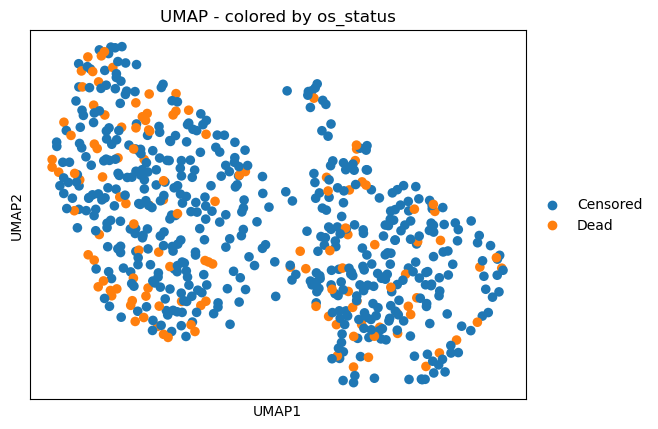 UMAP - colored by os_status
UMAP2
Censored
Dead
UMAP1